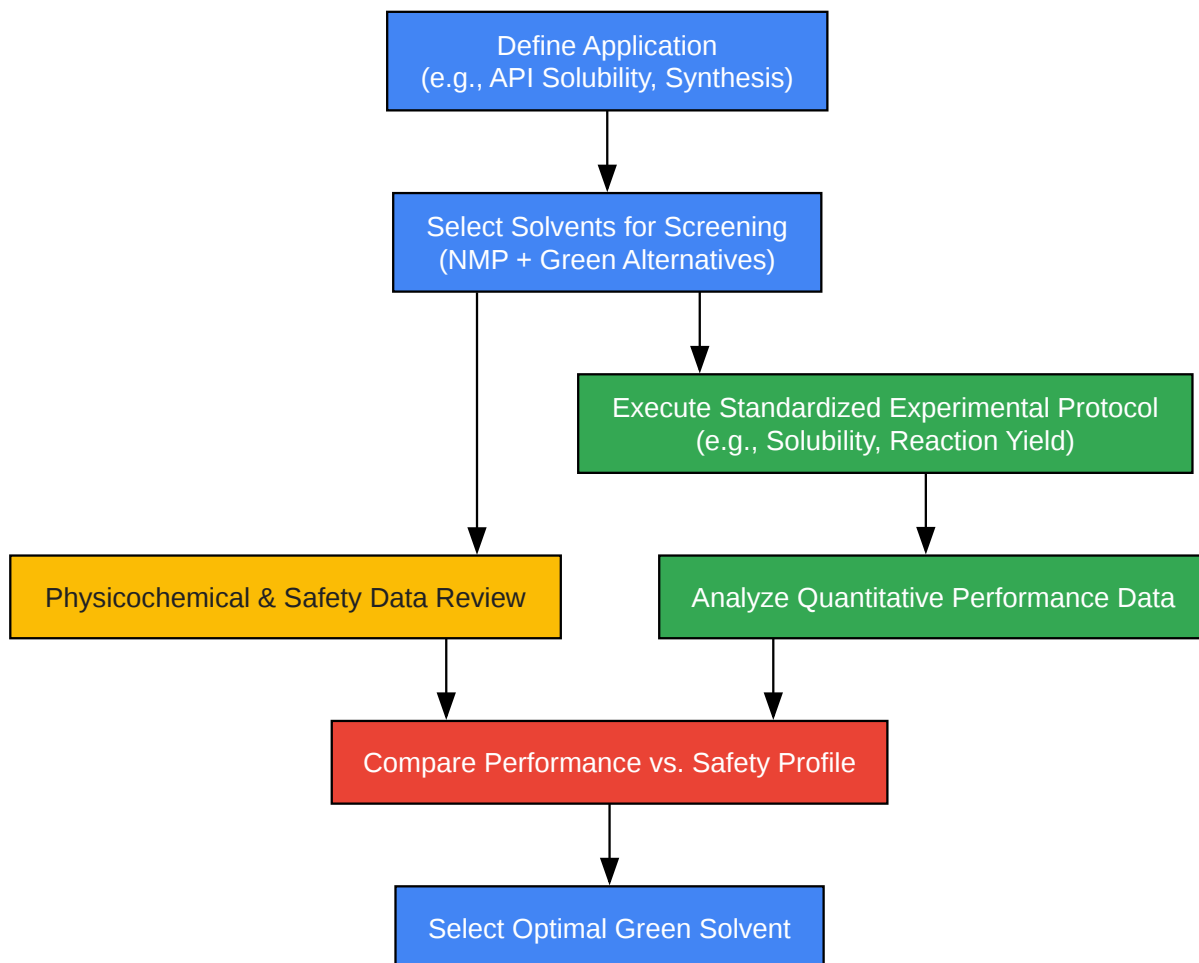 Define Application
(e.g., API Solubility, Synthesis)
Select Solvents for Screening
(NMP + Green Alternatives)
Execute Standardized Experimental Protocol
(e.g., Solubility, Reaction Yield)
Physicochemical & Safety Data Review
Analyze Quantitative Performance Data
Compare Performance vs. Safety Profile
Select Optimal Green Solvent